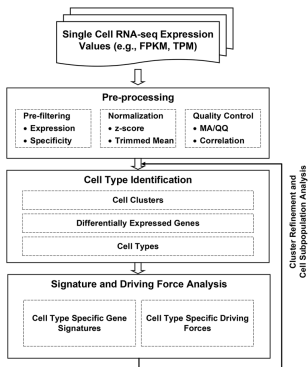 Single Cell RNA-seq Expression
Values (e.g., FPKM, TPM)
Pre-processing
Pre-filtering
• Expression
• Specificity
Normalization
• z-score
• Trimmed Mean
Quality Control
• MA/QQ
• Correlation
Cell Type Identification
Cell Clusters
Differentially Expressed Genes
Cell Types
Signature and Driving Force Analysis
Cell Type Specific Gene
Signatures
Cell Type Specific Driving
Forces
Cluster Refinement and
Cell Subpopulation Analysis